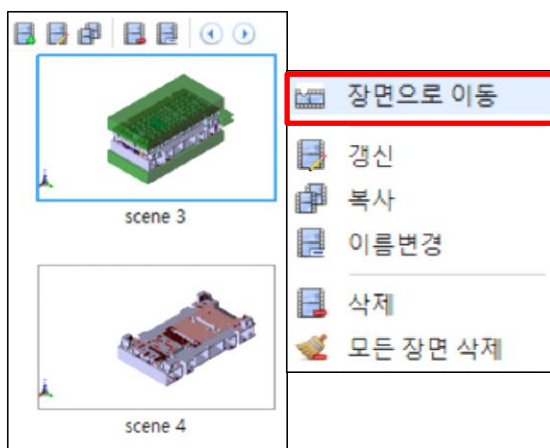 scene 3
scene 4
장면으로 이동
갱신
복사
이름변경
삭제
모든 장면 삭제